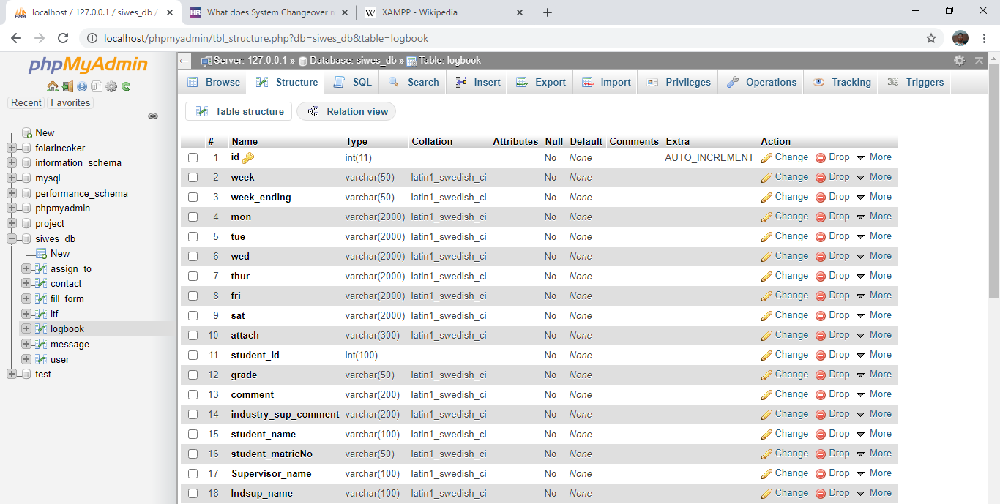 localhost / 127.0.0.1 / siwes_db /
What does System Changeover m
XAMPP - Wikipedia
localhost/phpmyadmin/tbl_structure.php?db=siwes_db&table=logbook
phpMyAdmin
Recent Favorites
New
folarincoker
information_schema
mysql
performance_schema
phpmyadmin
project
siwes_db
New
assign_to
contact
fill_form
itf
logbook
message
user
test
Server: 127.0.0.1 » Database: siwes_db » Table: logbook
Browse Structure SQL Search Insert Export Import Privileges Operations Tracking Triggers
Table structure Relation view
# Name Type Collation Attributes Null Default Comments Extra Action
1 id int(11) No None AUTO_INCREMENT Change Drop More
2 week varchar(50) latin1_swedish_ci No None Change Drop More
3 week_ending varchar(50) latin1_swedish_ci No None Change Drop More
4 mon varchar(2000) latin1_swedish_ci No None Change Drop More
5 tue varchar(2000) latin1_swedish_ci No None Change Drop More
6 wed varchar(2000) latin1_swedish_ci No None Change Drop More
7 thur varchar(2000) latin1_swedish_ci No None Change Drop More
8 fri varchar(2000) latin1_swedish_ci No None Change Drop More
9 sat varchar(2000) latin1_swedish_ci No None Change Drop More
10 attach varchar(300) latin1_swedish_ci No None Change Drop More
11 student_id int(100) No None Change Drop More
12 grade varchar(50) latin1_swedish_ci No None Change Drop More
13 comment varchar(200) latin1_swedish_ci No None Change Drop More
14 industry_sup_comment varchar(200) latin1_swedish_ci No None Change Drop More
15 student_name varchar(100) latin1_swedish_ci No None Change Drop More
16 student_matricNo varchar(50) latin1_swedish_ci No None Change Drop More
17 Supervisor_name varchar(100) latin1_swedish_ci No None Change Drop More
18 Indsup_name varchar(100) latin1_swedish_ci No None Change Drop More